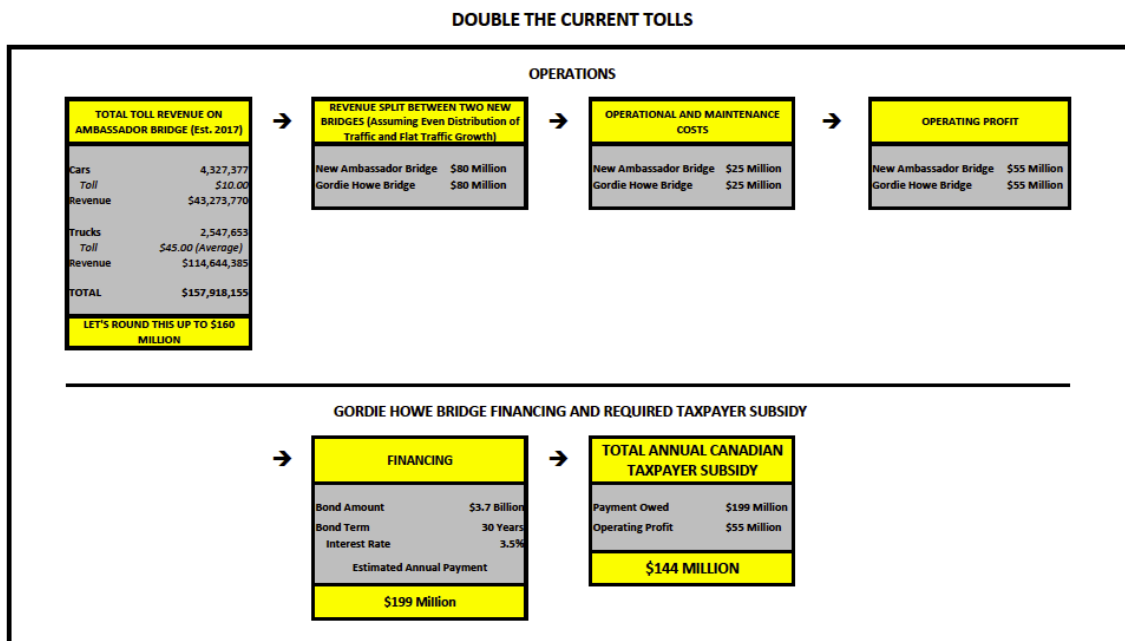 DOUBLE THE CURRENT TOLLS
OPERATIONS
TOTAL TOLL REVENUE ON
AMBASSADOR BRIDGE (Est. 2017)
Cars 4,327,377
Toll $10.00
Revenue $43,273,770
Trucks 2,547,653
Toll $45.00 (Average)
Revenue $114,644,385
TOTAL $157,918,155
LET'S ROUND THIS UP TO $160
MILLION
➔
REVENUE SPLIT BETWEEN TWO NEW
BRIDGES (Assuming Even Distribution of
Traffic and Flat Traffic Growth)
New Ambassador Bridge $80 Million
Gordie Howe Bridge $80 Million
➔
OPERATIONAL AND MAINTENANCE
COSTS
New Ambassador Bridge $25 Million
Gordie Howe Bridge $25 Million
➔
OPERATING PROFIT
New Ambassador Bridge $55 Million
Gordie Howe Bridge $55 Million
GORDIE HOWE BRIDGE FINANCING AND REQUIRED TAXPAYER SUBSIDY
➔
FINANCING
Bond Amount $3.7 Billion
Bond Term 30 Years
Interest Rate 3.5%
Estimated Annual Payment
$199 Million
➔
TOTAL ANNUAL CANADIAN
TAXPAYER SUBSIDY
Payment Owed $199 Million
Operating Profit $55 Million
$144 MILLION